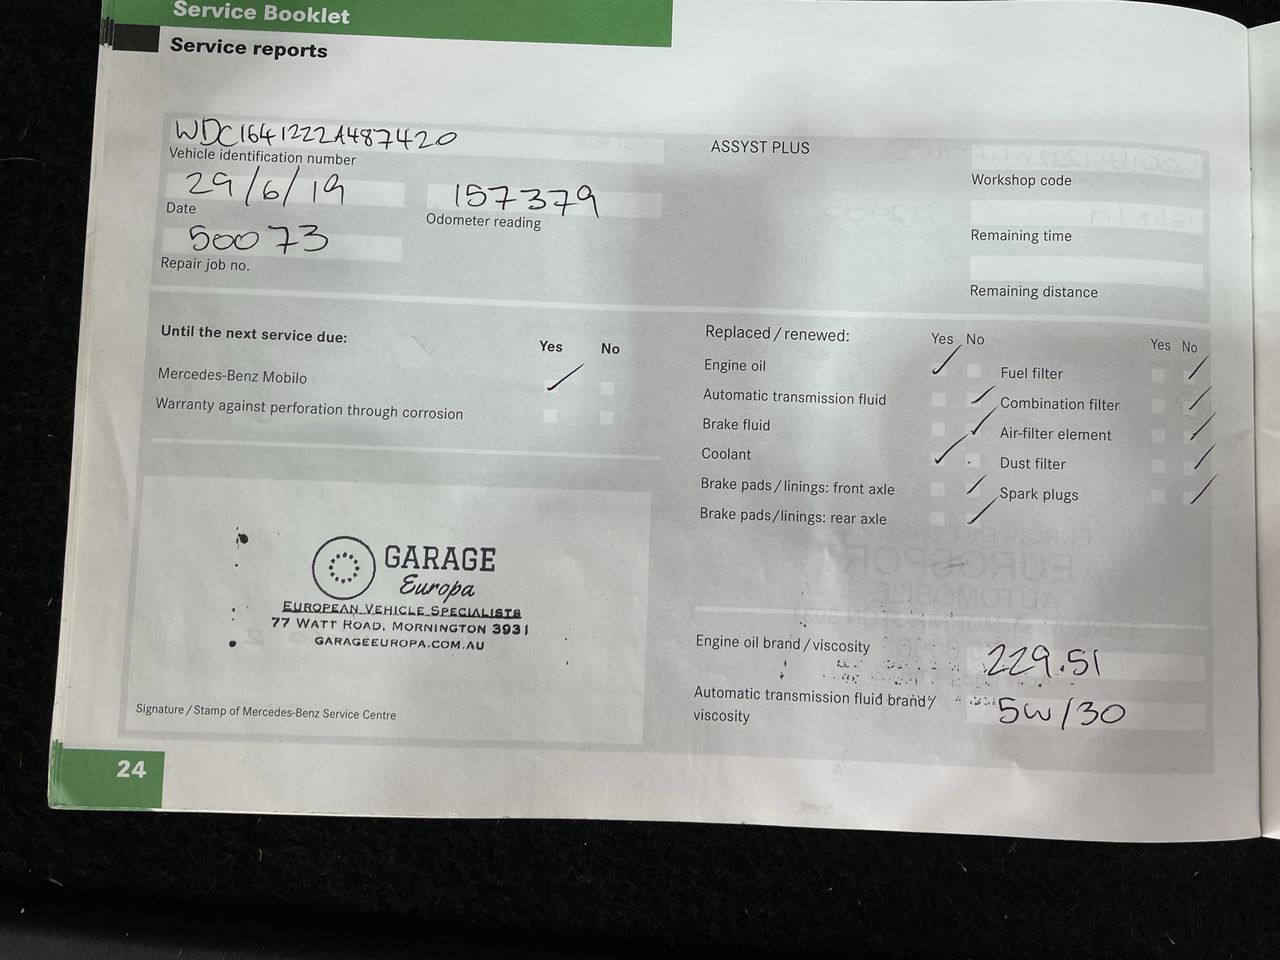 Service Booklet
Service reports
WDC1641222A487420
Vehicle identification number
29/6/19
Date
157379
Odometer reading
50073
Repair job no.
ASSYST PLUS
Workshop code
Remaining time
Remaining distance
Until the next service due:
Yes No
Mercedes-Benz Mobilo
Warranty against perforation through corrosion
Replaced / renewed:
Yes No
Engine oil
Automatic transmission fluid
Brake fluid
Coolant
Brake pads / linings: front axle
Brake pads / linings: rear axle
Yes No
Fuel filter
Combination filter
Air-filter element
Dust filter
Spark plugs
GARAGE
Europa
EUROPEAN VEHICLE SPECIALISTS
77 WATT ROAD, MORNINGTON 3931
GARAGEEUROPA.COM.AU
Signature / Stamp of Mercedes-Benz Service Centre
Engine oil brand / viscosity
229.51
Automatic transmission fluid brand /
viscosity
5W/30
24